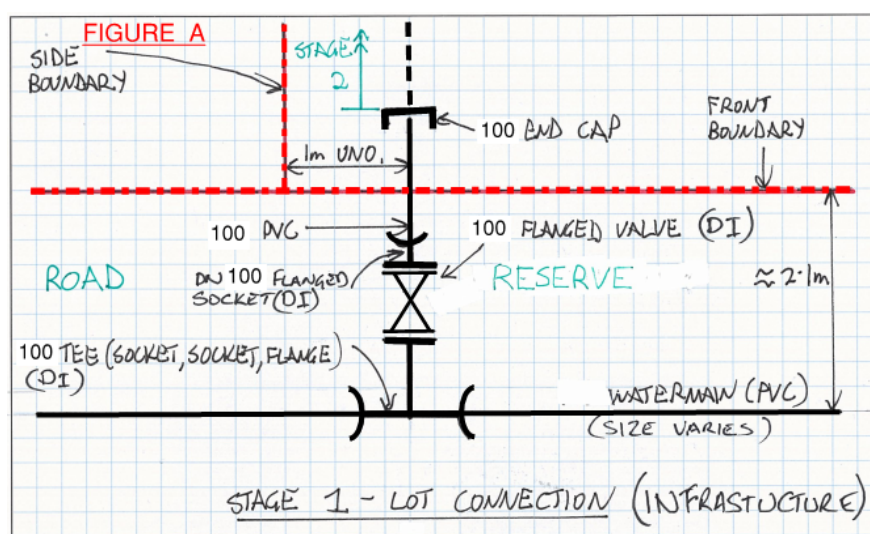 FIGURE A
SIDE
BOUNDARY
STAGE
2
100 END CAP
FRONT
BOUNDARY
1m UNO.
100 PVC
100 FLANGED VALVE (DI)
ROAD
DN 100 FLANGED
SOCKET (DI)
RESERVE
≈ 2.1m
100 TEE (SOCKET, SOCKET, FLANGE)
(DI)
WATERMAIN (PVC)
(SIZE VARIES)
STAGE 1 - LOT CONNECTION (INFRASTUCTURE)